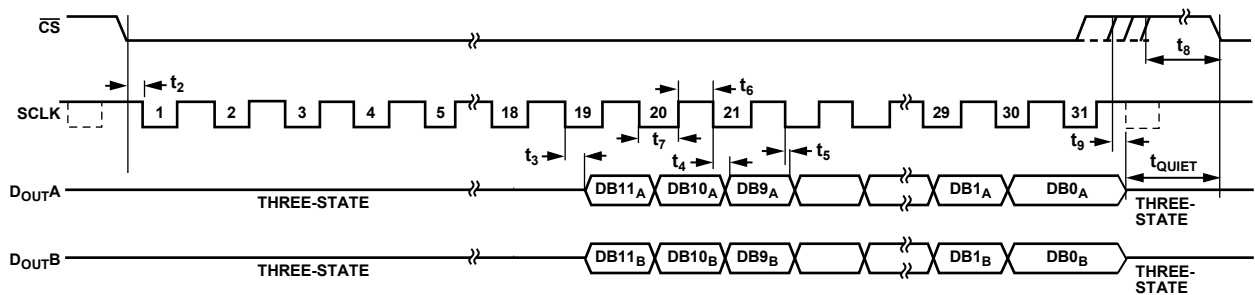 CS
t8
t2
t6
SCLK
1 2 3 4 5 18 19 20 21 29 30 31
t3
t7
t4
t5
t9
tQUIET
DOUTA
THREE-STATE
DB11A DB10A DB9A DB1A DB0A
THREE-
STATE
DOUTB
THREE-STATE
DB11B DB10B DB9B DB1B DB0B
THREE-
STATE